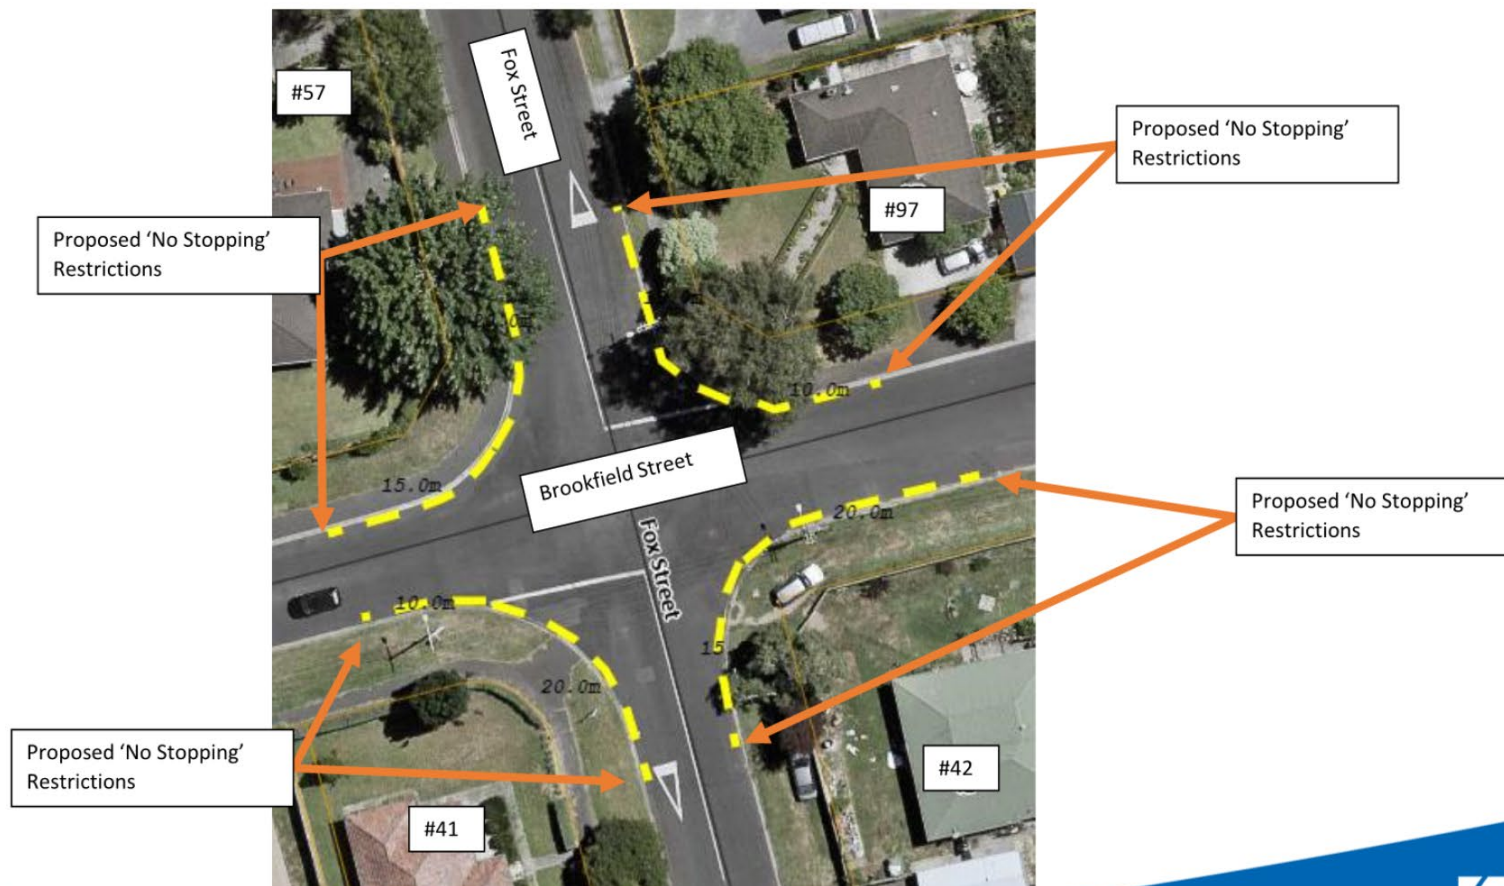 Fox Street
#57
Proposed ‘No Stopping’
Restrictions
#97
Proposed ‘No Stopping’
Restrictions
10.0m
Brookfield Street
15.0m
Proposed ‘No Stopping’
Restrictions
20.0m
Fox Street
10.0m
15
20.0m
Proposed ‘No Stopping’
Restrictions
#42
#41